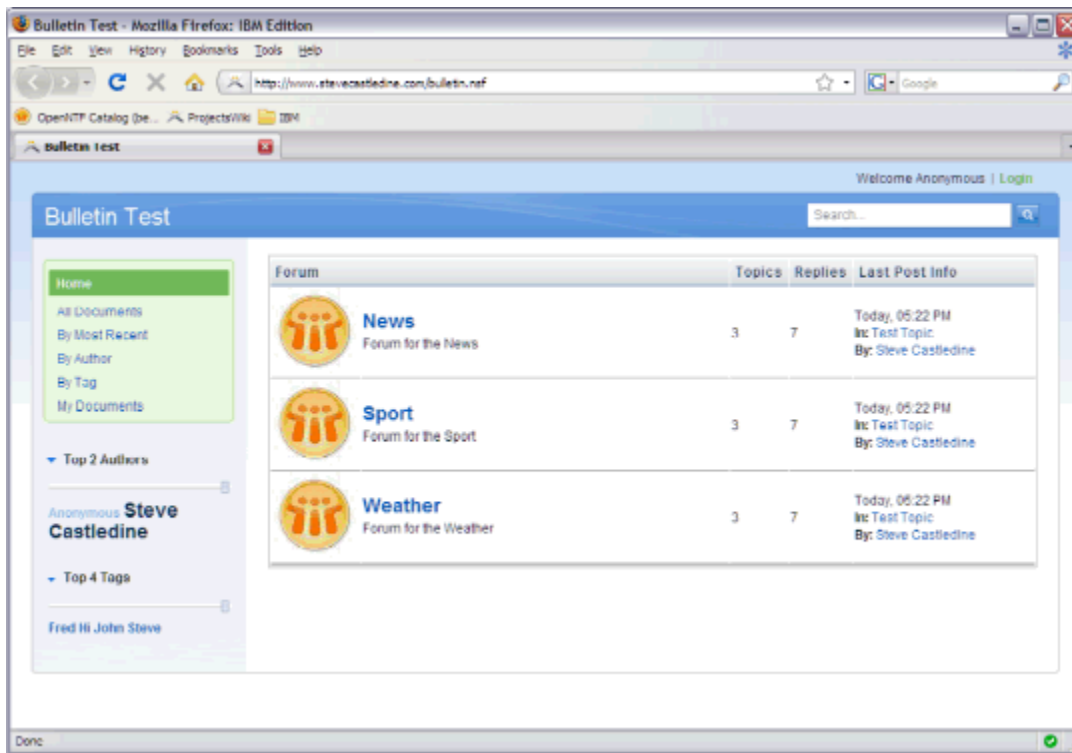 Bulletin Test - Mozilla Firefox: IBM Edition
File Edit View History Bookmarks Tools Help
http://www.stevecastledine.com/bulletin.nsf
Google
OpenNTF Catalog (be... ProjectsWiki IBM
Bulletin Test
Welcome Anonymous | Login
Bulletin Test
Search...
Home
All Documents
By Most Recent
By Author
By Tag
My Documents
Top 2 Authors
Anonymous Steve
Castledine
Top 4 Tags
Fred Hi John Steve
Forum Topics Replies Last Post Info
News
Forum for the News
3 7
Today, 05:22 PM
In: Test Topic
By: Steve Castledine
Sport
Forum for the Sport
3 7
Today, 05:22 PM
In: Test Topic
By: Steve Castledine
Weather
Forum for the Weather
3 7
Today, 05:22 PM
In: Test Topic
By: Steve Castledine
Done